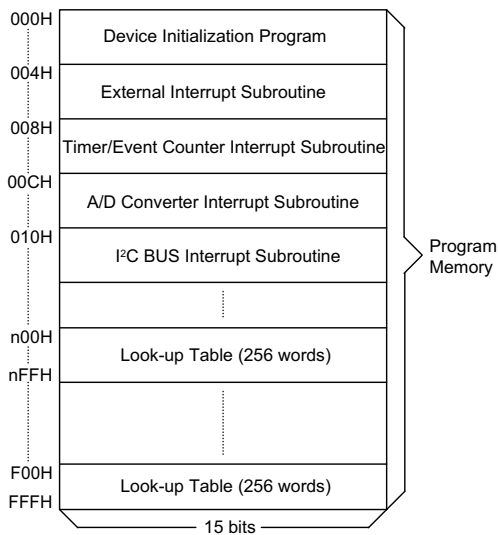 000H
Device Initialization Program
004H
External Interrupt Subroutine
008H
Timer/Event Counter Interrupt Subroutine
00CH
A/D Converter Interrupt Subroutine
010H
I²C BUS Interrupt Subroutine
Program
Memory
n00H
Look-up Table (256 words)
nFFH
F00H
Look-up Table (256 words)
FFFH
15 bits